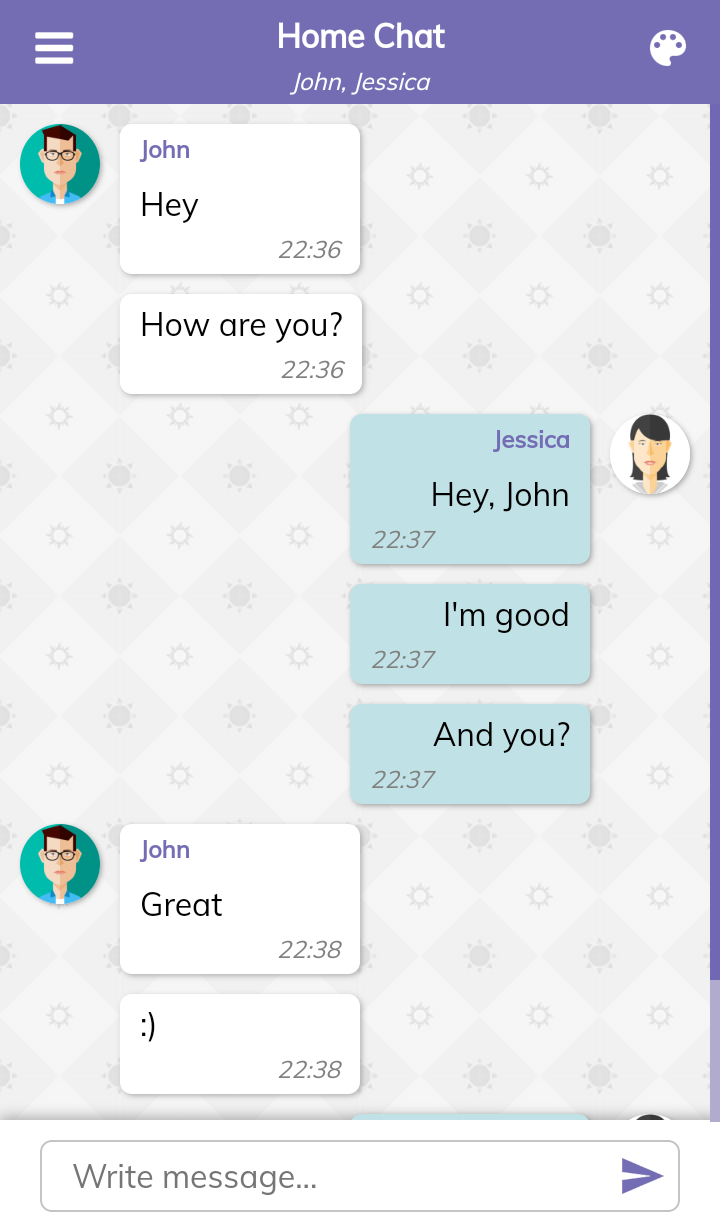 Home Chat
John, Jessica
John
Hey
22:36
How are you?
22:36
Jessica
Hey, John
22:37
I'm good
22:37
And you?
22:37
John
Great
22:38
:)
22:38
Write message...